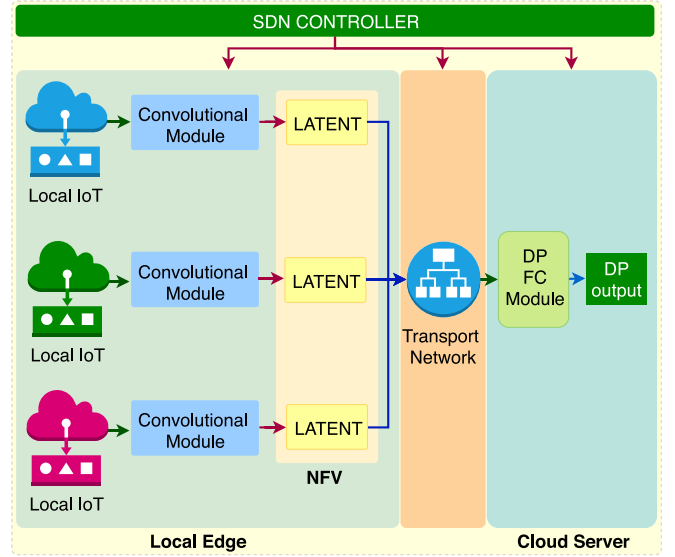 SDN CONTROLLER
Convolutional
Module
LATENT
Local IoT
Convolutional
Module
LATENT
DP
FC
Module
DP
output
Local IoT
Transport
Network
Convolutional
Module
LATENT
Local IoT
NFV
Local Edge
Cloud Server